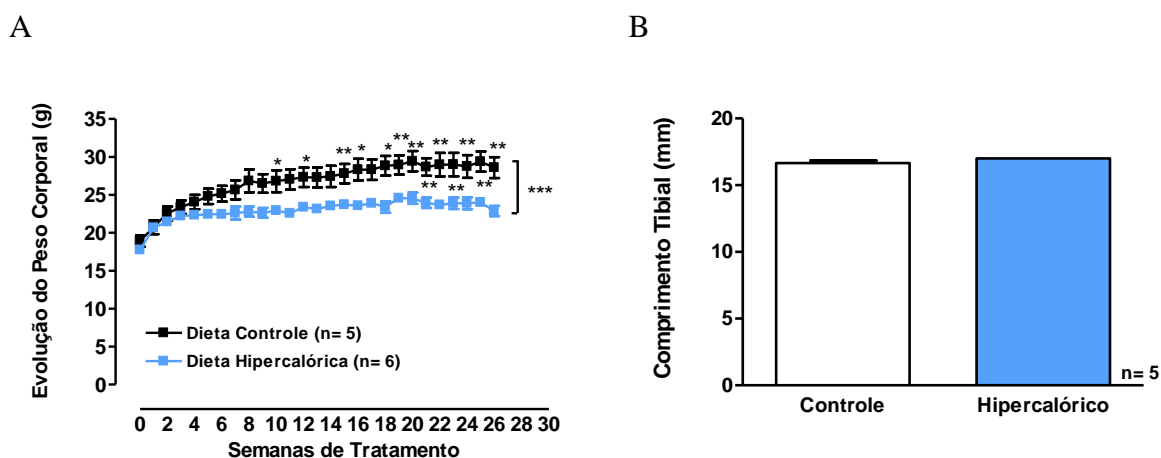 A
B
Evolução do Peso Corporal (g)
35
30
25
20
15
10
5
0
* * ** * * ** ** ** ** **
** ** **
***
Dieta Controle (n= 5)
Dieta Hipercalórica (n= 6)
0 2 4 6 8 10 12 14 16 18 20 22 24 26 28 30
Semanas de Tratamento
Comprimento Tibial (mm)
20
15
10
5
0
n= 5
Controle Hipercalórico